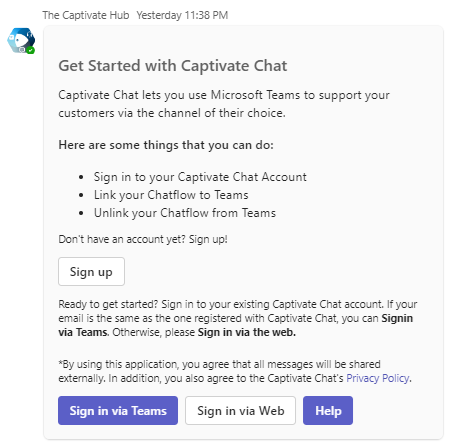 The Captivate Hub Yesterday 11:38 PM
Get Started with Captivate Chat
Captivate Chat lets you use Microsoft Teams to support your
customers via the channel of their choice.
Here are some things that you can do:
• Sign in to your Captivate Chat Account
• Link your Chatflow to Teams
• Unlink your Chatflow from Teams
Don't have an account yet? Sign up!
Sign up
Ready to get started? Sign in to your existing Captivate Chat account. If your
email is the same as the one registered with Captivate Chat, you can Signin
via Teams. Otherwise, please Sign in via the web.
*By using this application, you agree that all messages will be shared
externally. In addition, you also agree to the Captivate Chat's Privacy Policy.
Sign in via Teams Sign in via Web Help